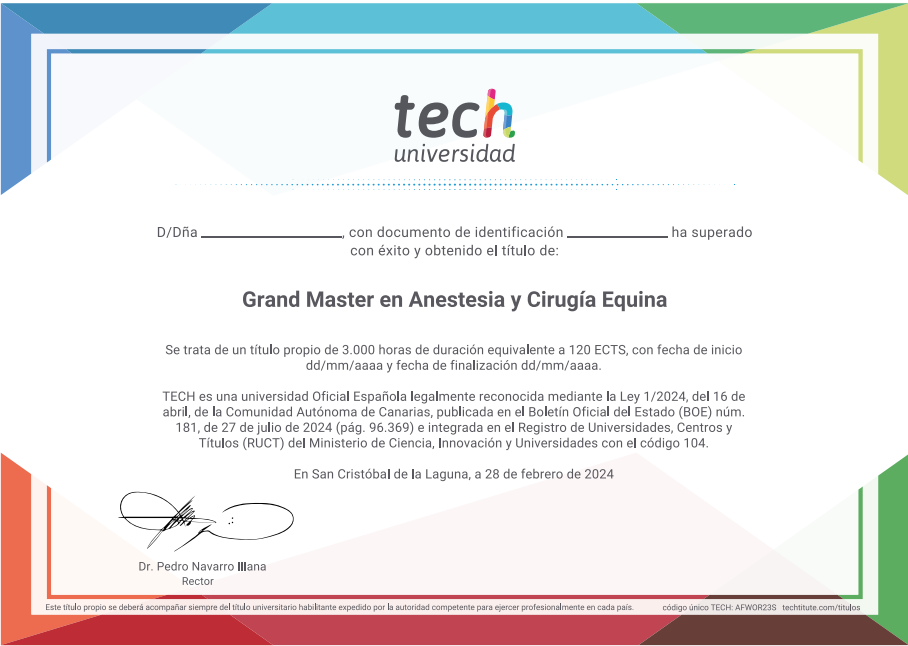 tech
universidad
D/Dña ______________, con documento de identificación __________ ha superado
con éxito y obtenido el título de:
Grand Master en Anestesia y Cirugía Equina
Se trata de un título propio de 3.000 horas de duración equivalente a 120 ECTS, con fecha de inicio
dd/mm/aaaa y fecha de finalización dd/mm/aaaa.
TECH es una universidad Oficial Española legalmente reconocida mediante la Ley 1/2024, del 16 de
abril, de la Comunidad Autónoma de Canarias, publicada en el Boletín Oficial del Estado (BOE) núm.
181, de 27 de julio de 2024 (pág. 96.369) e integrada en el Registro de Universidades, Centros y
Títulos (RUCT) del Ministerio de Ciencia, Innovación y Universidades con el código 104.
En San Cristóbal de la Laguna, a 28 de febrero de 2024
Dr. Pedro Navarro Illana
Rector
Este título propio se deberá acompañar siempre del título universitario habilitante expedido por la autoridad competente para ejercer profesionalmente en cada país. código único TECH: AFWOR23S techtitute.com/titulos